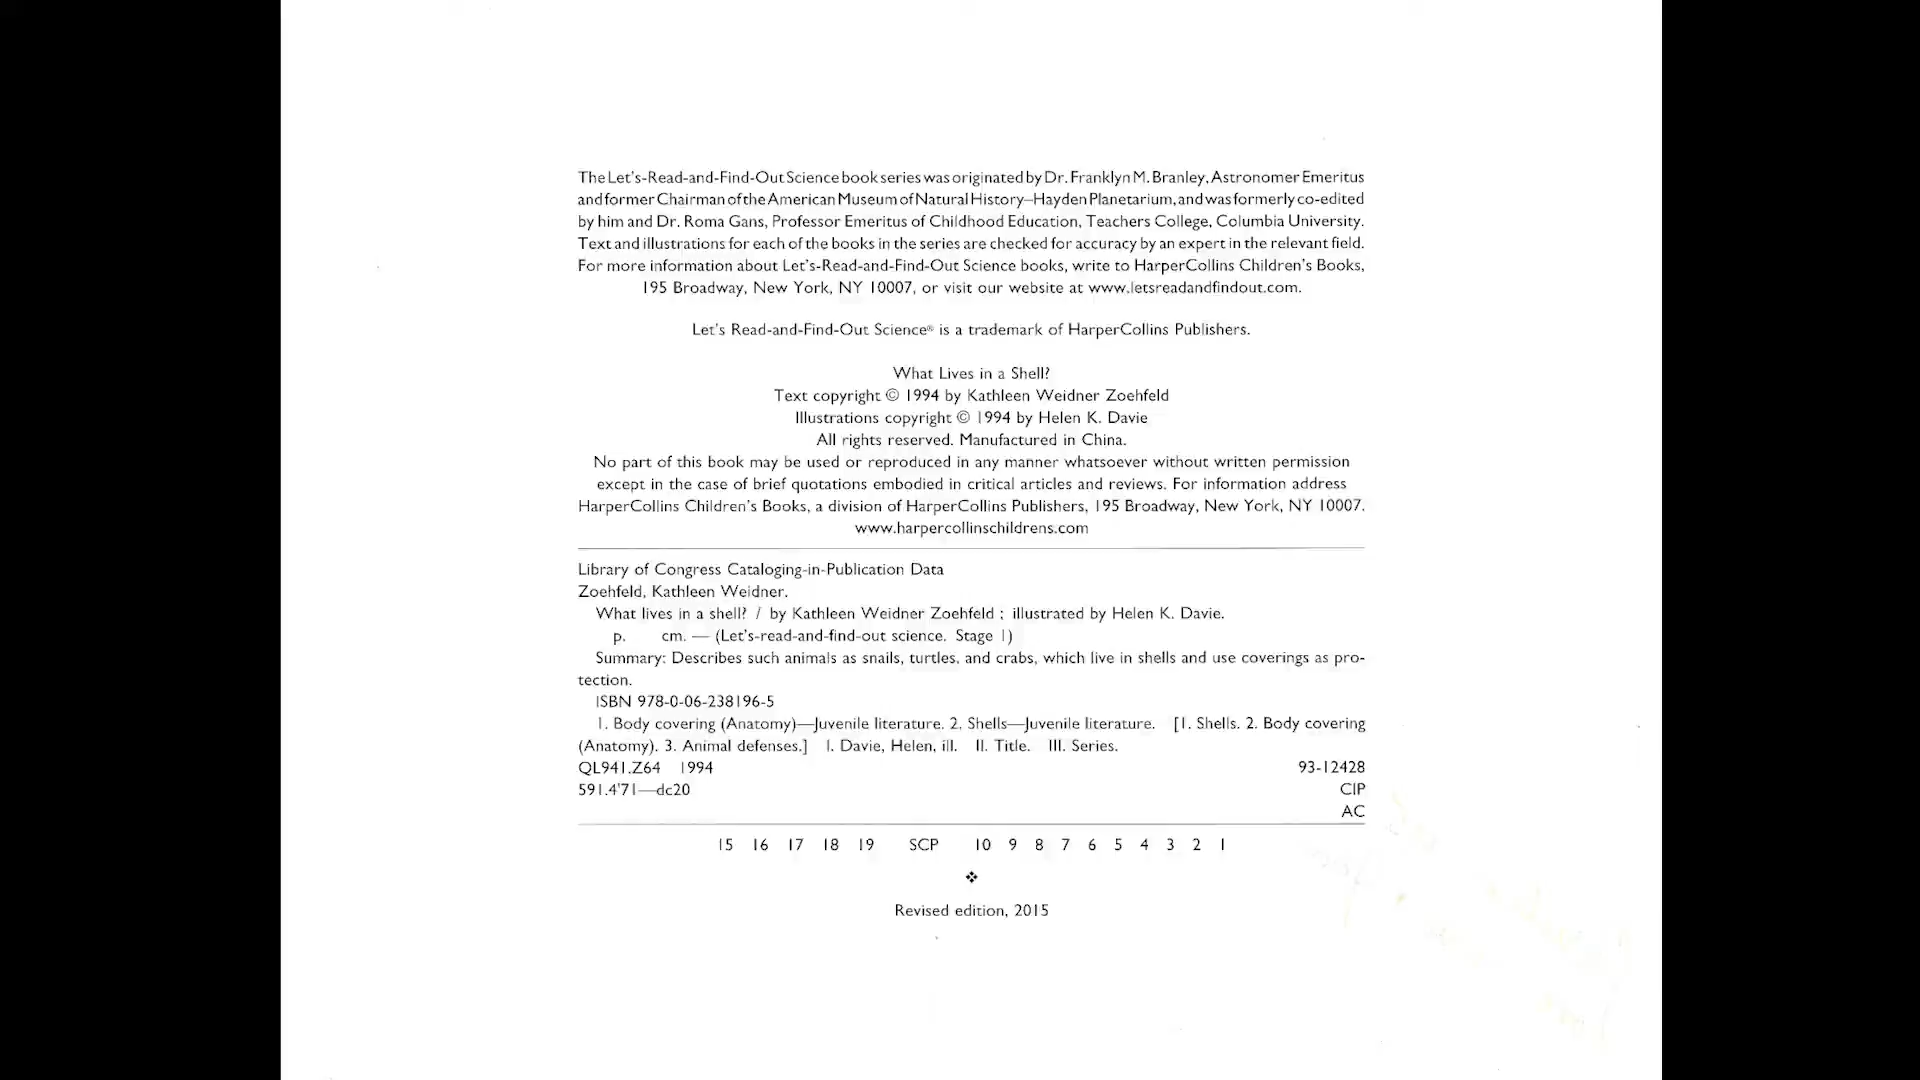 The Let's-Read-and-Find-Out Science book series was originated by Dr. Franklyn M. Branley, Astronomer Emeritus
and former Chairman of the American Museum of Natural History–Hayden Planetarium, and was formerly co-edited
by him and Dr. Roma Gans, Professor Emeritus of Childhood Education, Teachers College, Columbia University.
Text and illustrations for each of the books in the series are checked for accuracy by an expert in the relevant field.
For more information about Let's-Read-and-Find-Out Science books, write to HarperCollins Children's Books,
195 Broadway, New York, NY 10007, or visit our website at www.letsreadandfindout.com.
Let's Read-and-Find-Out Science® is a trademark of HarperCollins Publishers.
What Lives in a Shell?
Text copyright © 1994 by Kathleen Weidner Zoehfeld
Illustrations copyright © 1994 by Helen K. Davie
All rights reserved. Manufactured in China.
No part of this book may be used or reproduced in any manner whatsoever without written permission
except in the case of brief quotations embodied in critical articles and reviews. For information address
HarperCollins Children's Books, a division of HarperCollins Publishers, 195 Broadway, New York, NY 10007.
www.harpercollinschildrens.com
Library of Congress Cataloging-in-Publication Data
Zoehfeld, Kathleen Weidner.
What lives in a shell? / by Kathleen Weidner Zoehfeld ; illustrated by Helen K. Davie.
p. cm. — (Let's-read-and-find-out science. Stage 1)
Summary: Describes such animals as snails, turtles, and crabs, which live in shells and use coverings as pro-
tection.
ISBN 978-0-06-238196-5
1. Body covering (Anatomy)—Juvenile literature. 2. Shells—Juvenile literature. [1. Shells. 2. Body covering
(Anatomy). 3. Animal defenses.] I. Davie, Helen, ill. II. Title. III. Series.
QL941.Z64 1994 93-12428
591.4'71—dc20 CIP
AC
15 16 17 18 19 SCP 10 9 8 7 6 5 4 3 2 1
❖
Revised edition, 2015